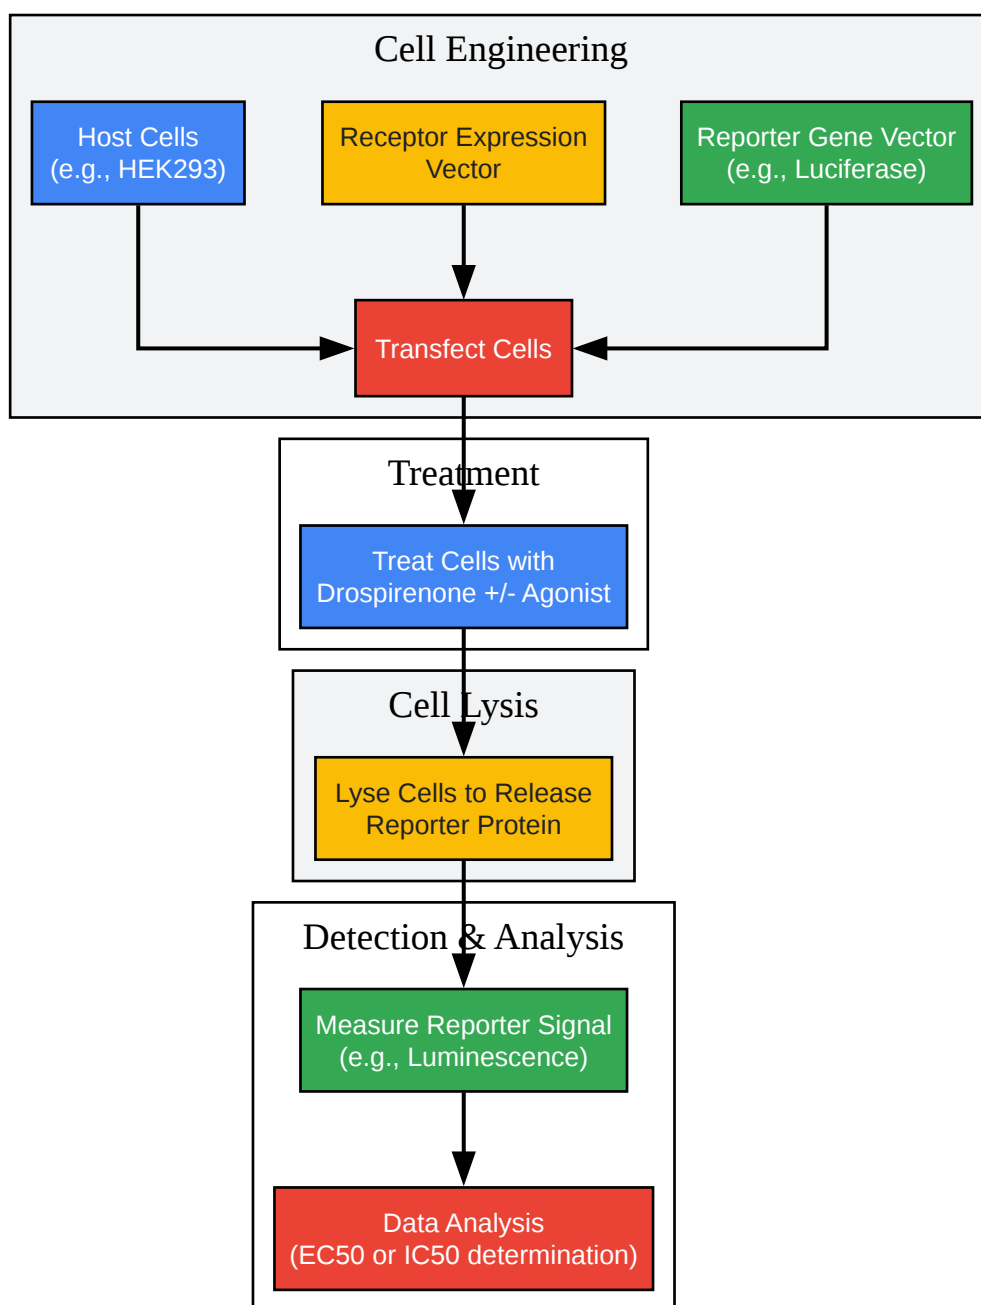 Cell Engineering
Host Cells
(e.g., HEK293)
Receptor Expression
Vector
Reporter Gene Vector
(e.g., Luciferase)
Transfect Cells
Treatment
Treat Cells with
Drospirenone +/- Agonist
Cell Lysis
Lyse Cells to Release
Reporter Protein
Detection & Analysis
Measure Reporter Signal
(e.g., Luminescence)
Data Analysis
(EC50 or IC50 determination)